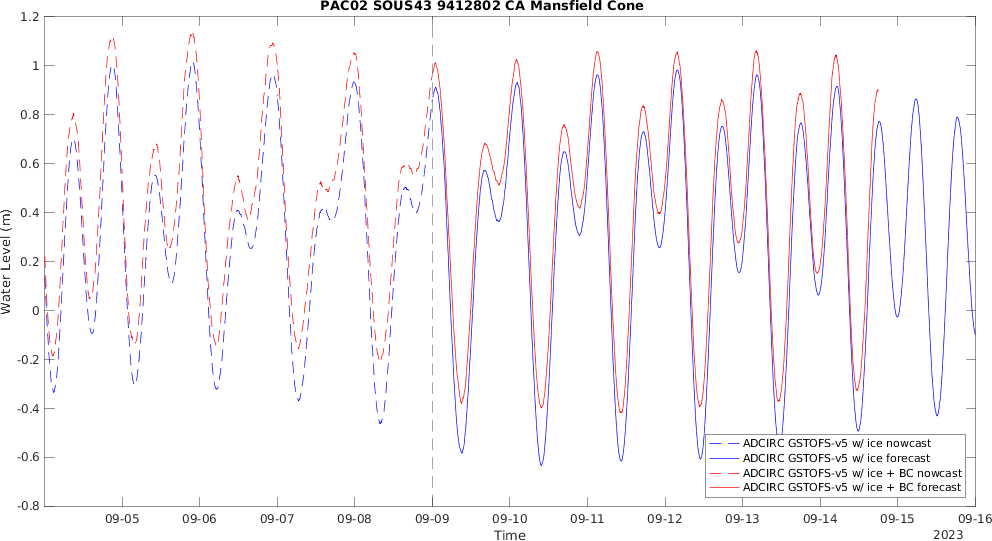 PAC02 SOUS43 9412802 CA Mansfield Cone
1.2
1
0.8
0.6
0.4
0.2
0
-0.2
-0.4
-0.6
-0.8
Water Level (m)
ADCIRC GSTOFS-v5 w/ ice nowcast
ADCIRC GSTOFS-v5 w/ ice forecast
ADCIRC GSTOFS-v5 w/ ice + BC nowcast
ADCIRC GSTOFS-v5 w/ ice + BC forecast
09-05 09-06 09-07 09-08 09-09 09-10 09-11 09-12 09-13 09-14 09-15 09-16
Time
2023